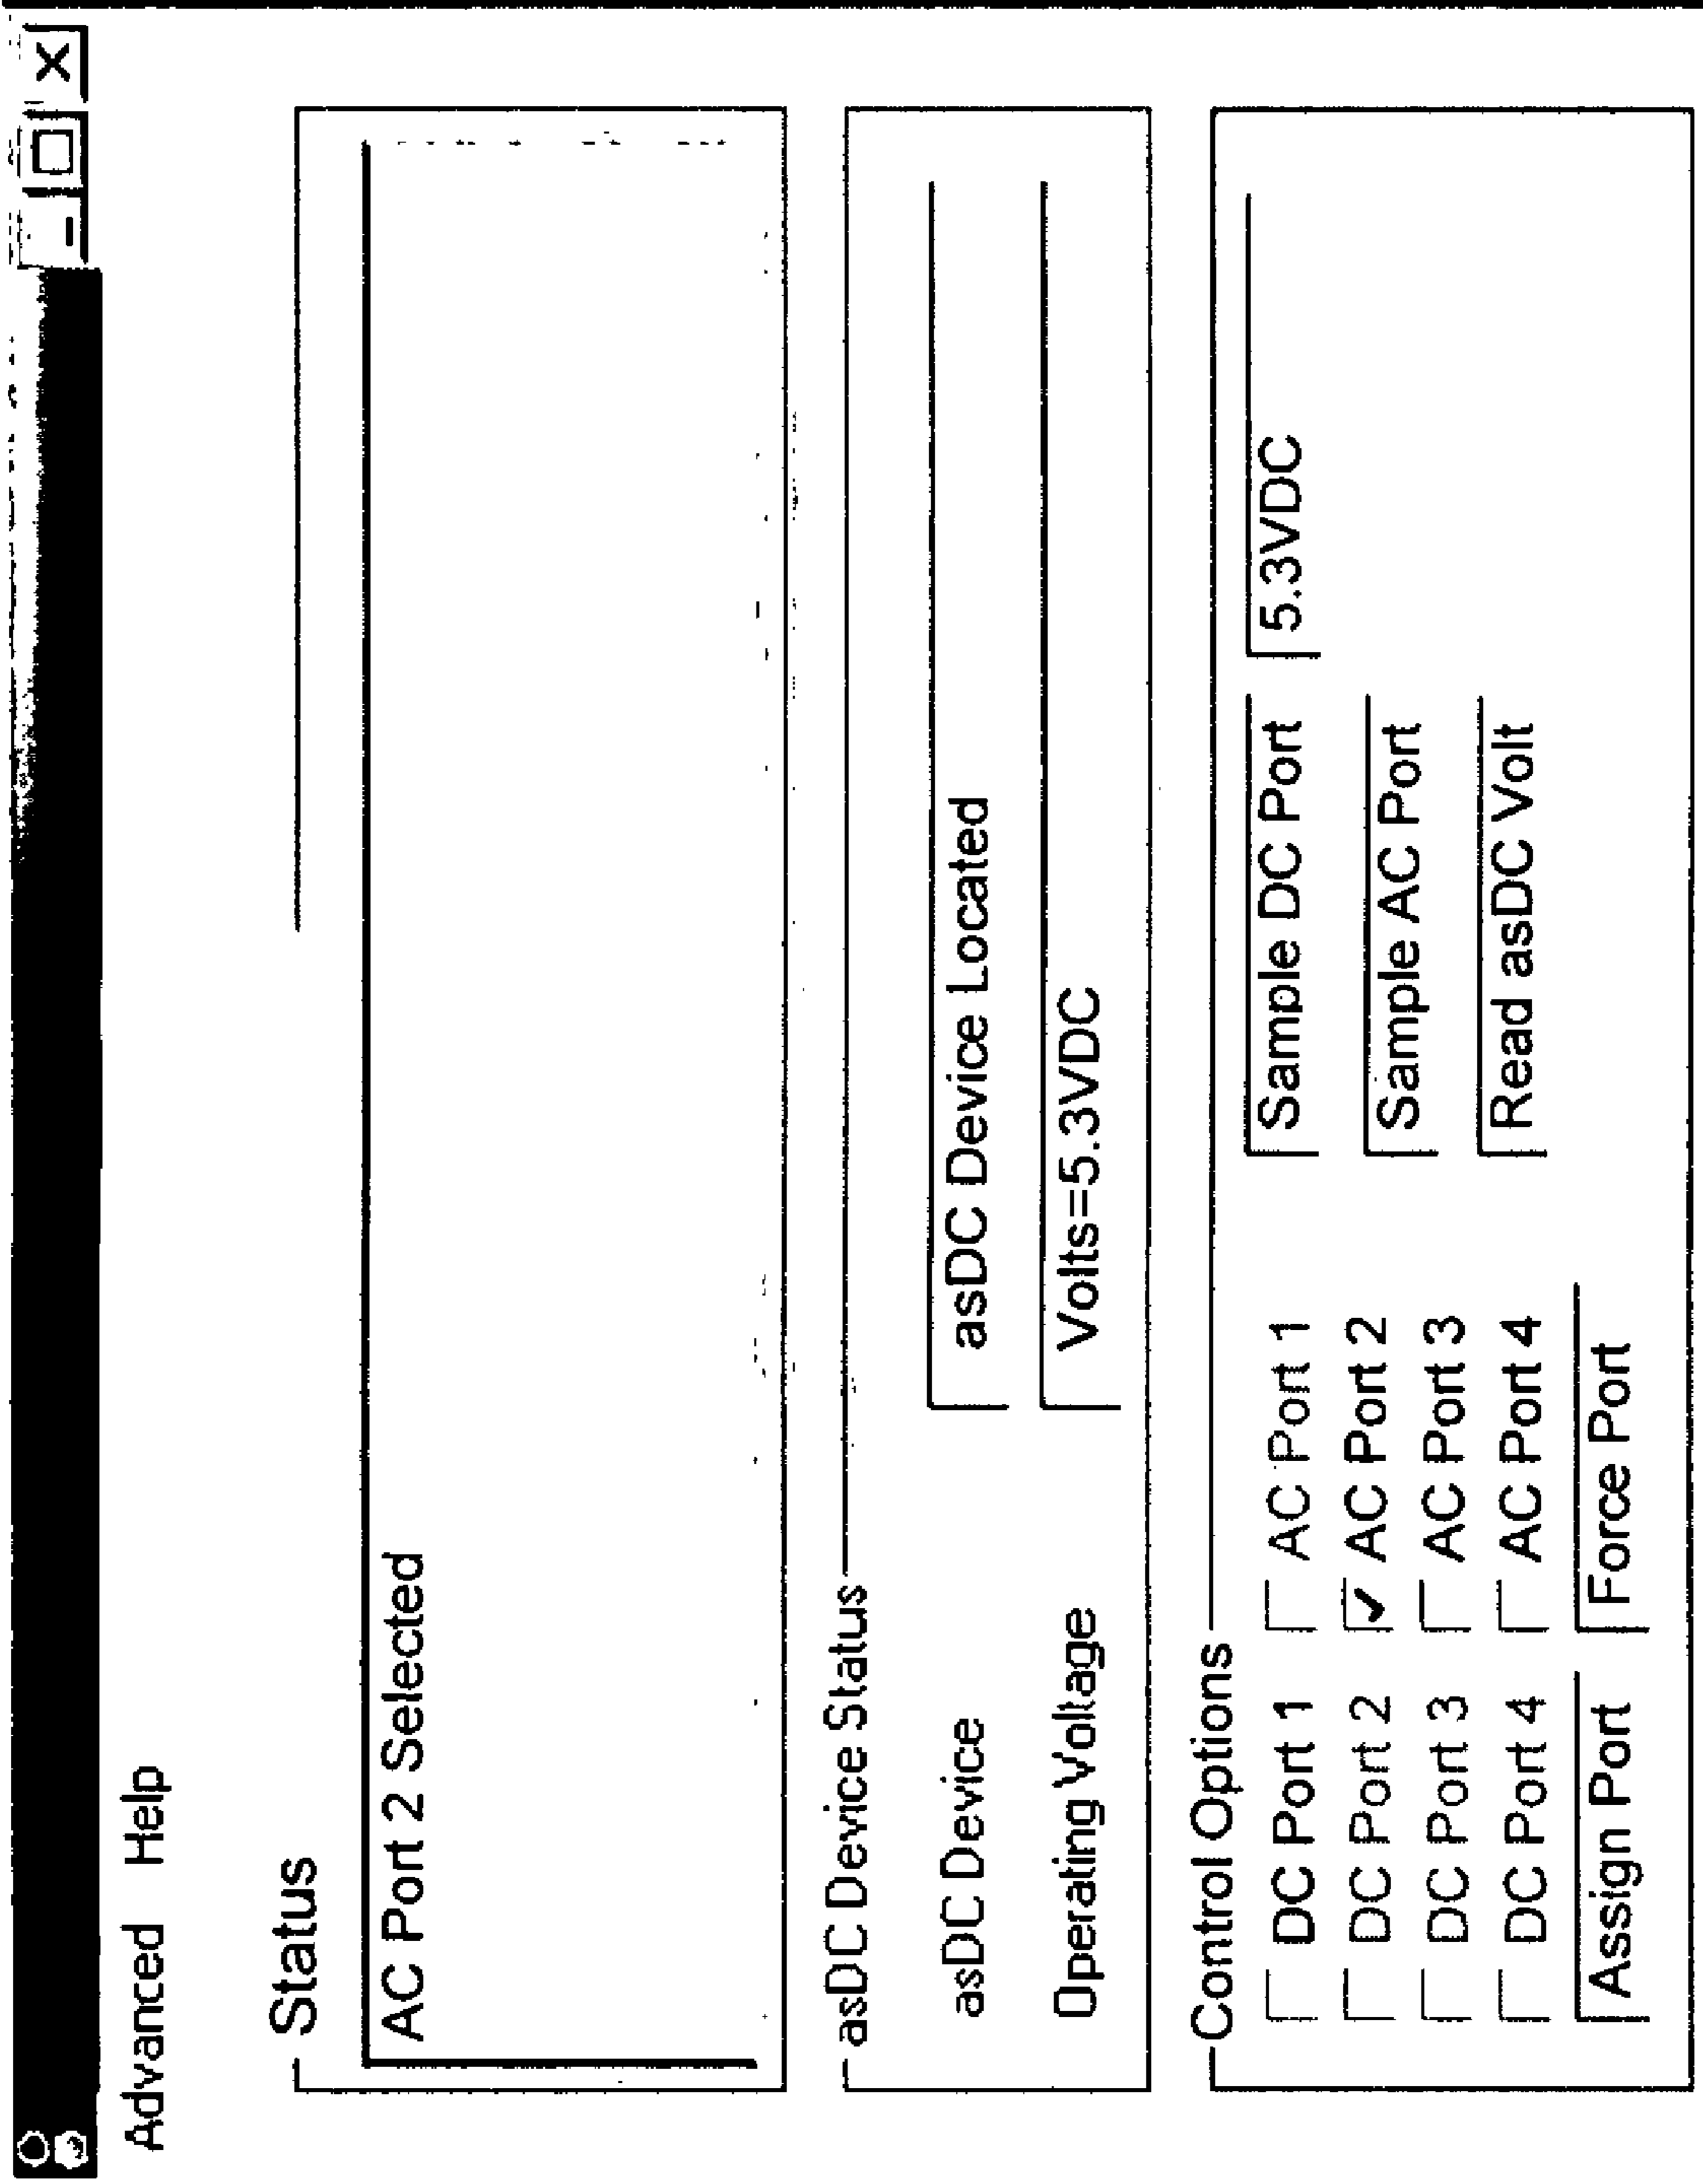 Advanced Help
Status
AC Port 2 Selected
asDC Device Status
asDC Device asDC Device Located
Operating Voltage Volts=5.3VDC
Control Options
DC Port 1 AC Port 1 Sample DC Port 5.3VDC
DC Port 2 AC Port 2 Sample AC Port
DC Port 3 AC Port 3 Read asDC Volt
DC Port 4 AC Port 4
Assign Port Force Port